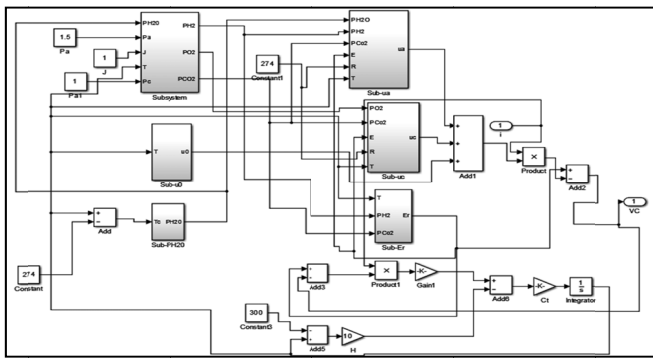 PH20
Pa
J
T
Pc
PH2
PO2
PCO2
Subsystem
1.5
Pa
1
J
1
Pa1
274
Constant1
PH2O
PH2
PCo2
E
R
T
ua
Sub-ua
PO2
PCo2
E
R
T
uc
Sub-uc
T
u0
Sub-u0
Add1
1
i
×
Product
Add2
1
VC
T
PH2
PCo2
Er
Sub-Er
Add
Tc
PH20
Sub-PH20
274
Constant
Add3
×
Product1
-K-
Gain1
Add6
-K-
Ct
1
s
Integrator
300
Constant3
Add5
10
H